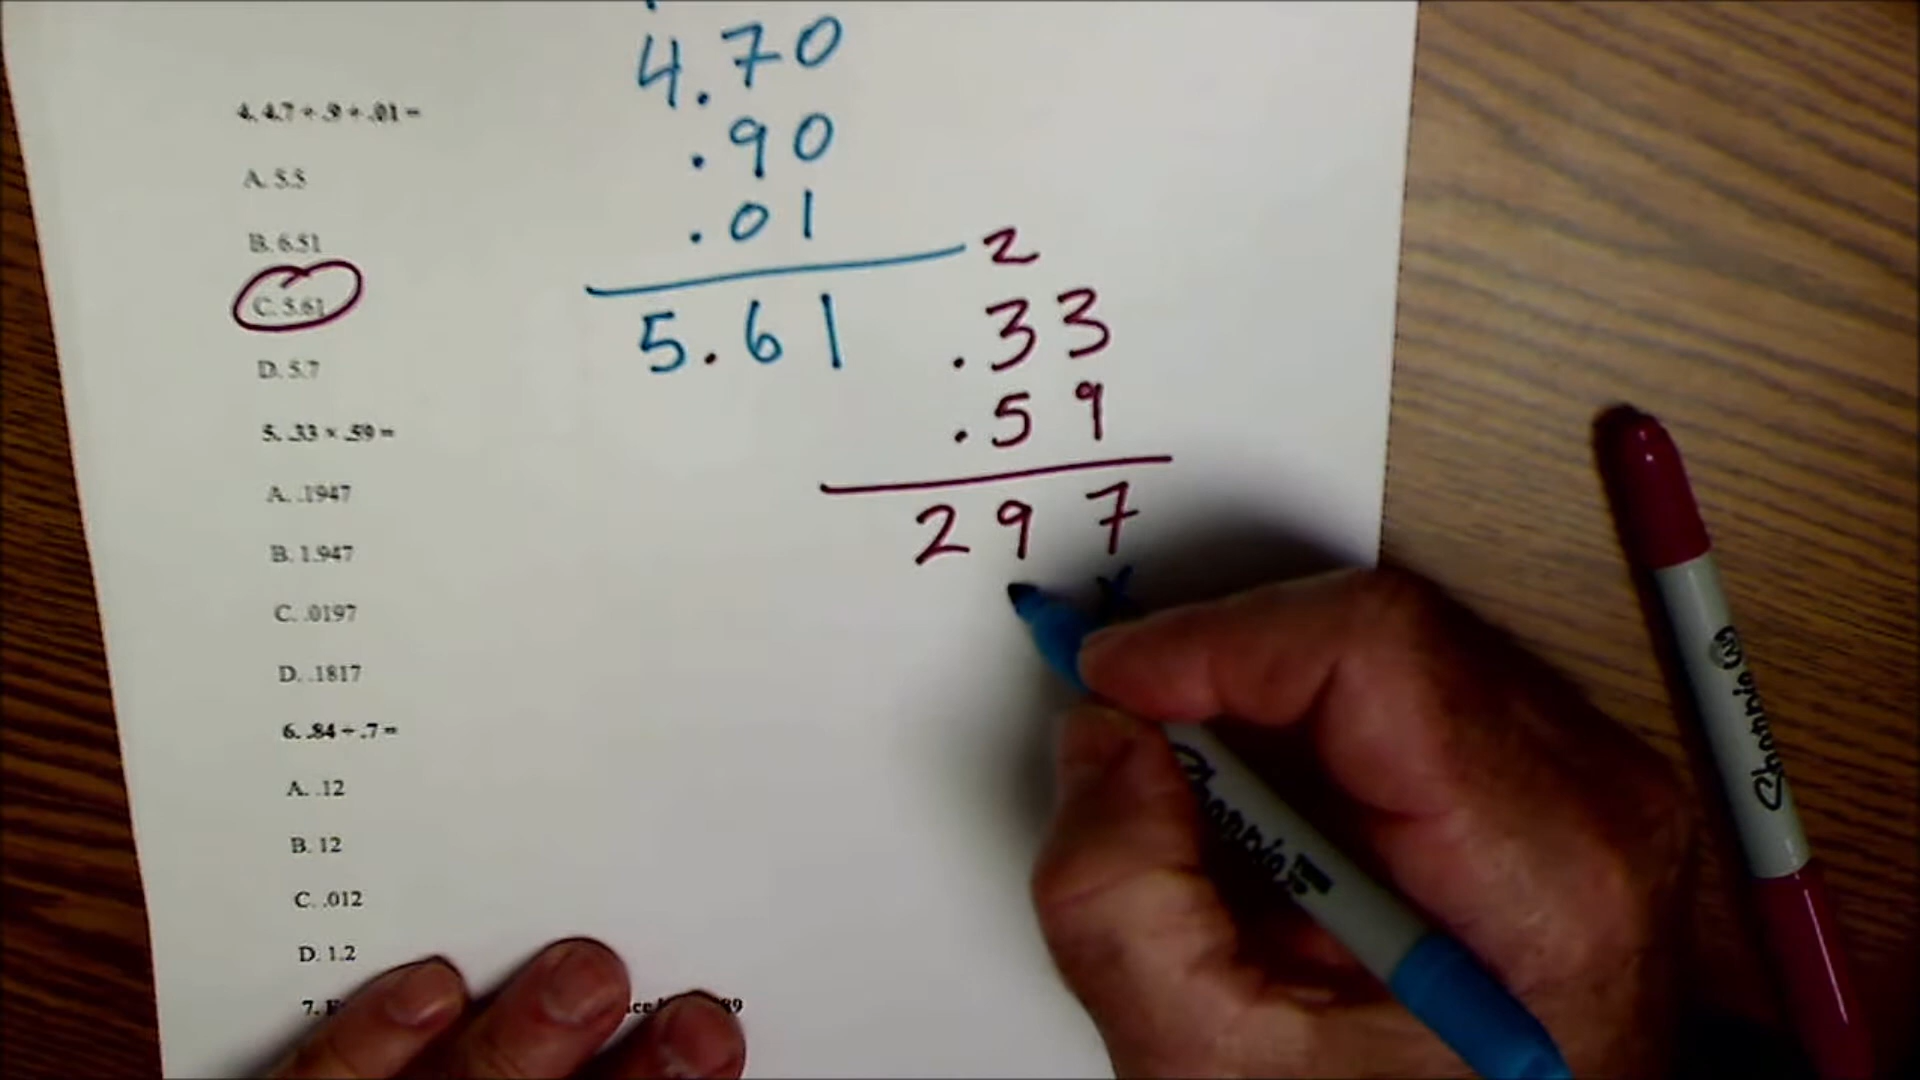 4. 4.7 + .9 + .01 =
A. 5.5
B. 6.51
C. 5.61
D. 5.7
5. .33 × .59 =
A. .1947
B. 1.947
C. .0197
D. .1817
6. .84 ÷ .7 =
A. .12
B. 12
C. .012
D. 1.2
7.
89
4.70
.90
.01
5.61
2
.33
.59
297
x
Sharpie
Sharpie